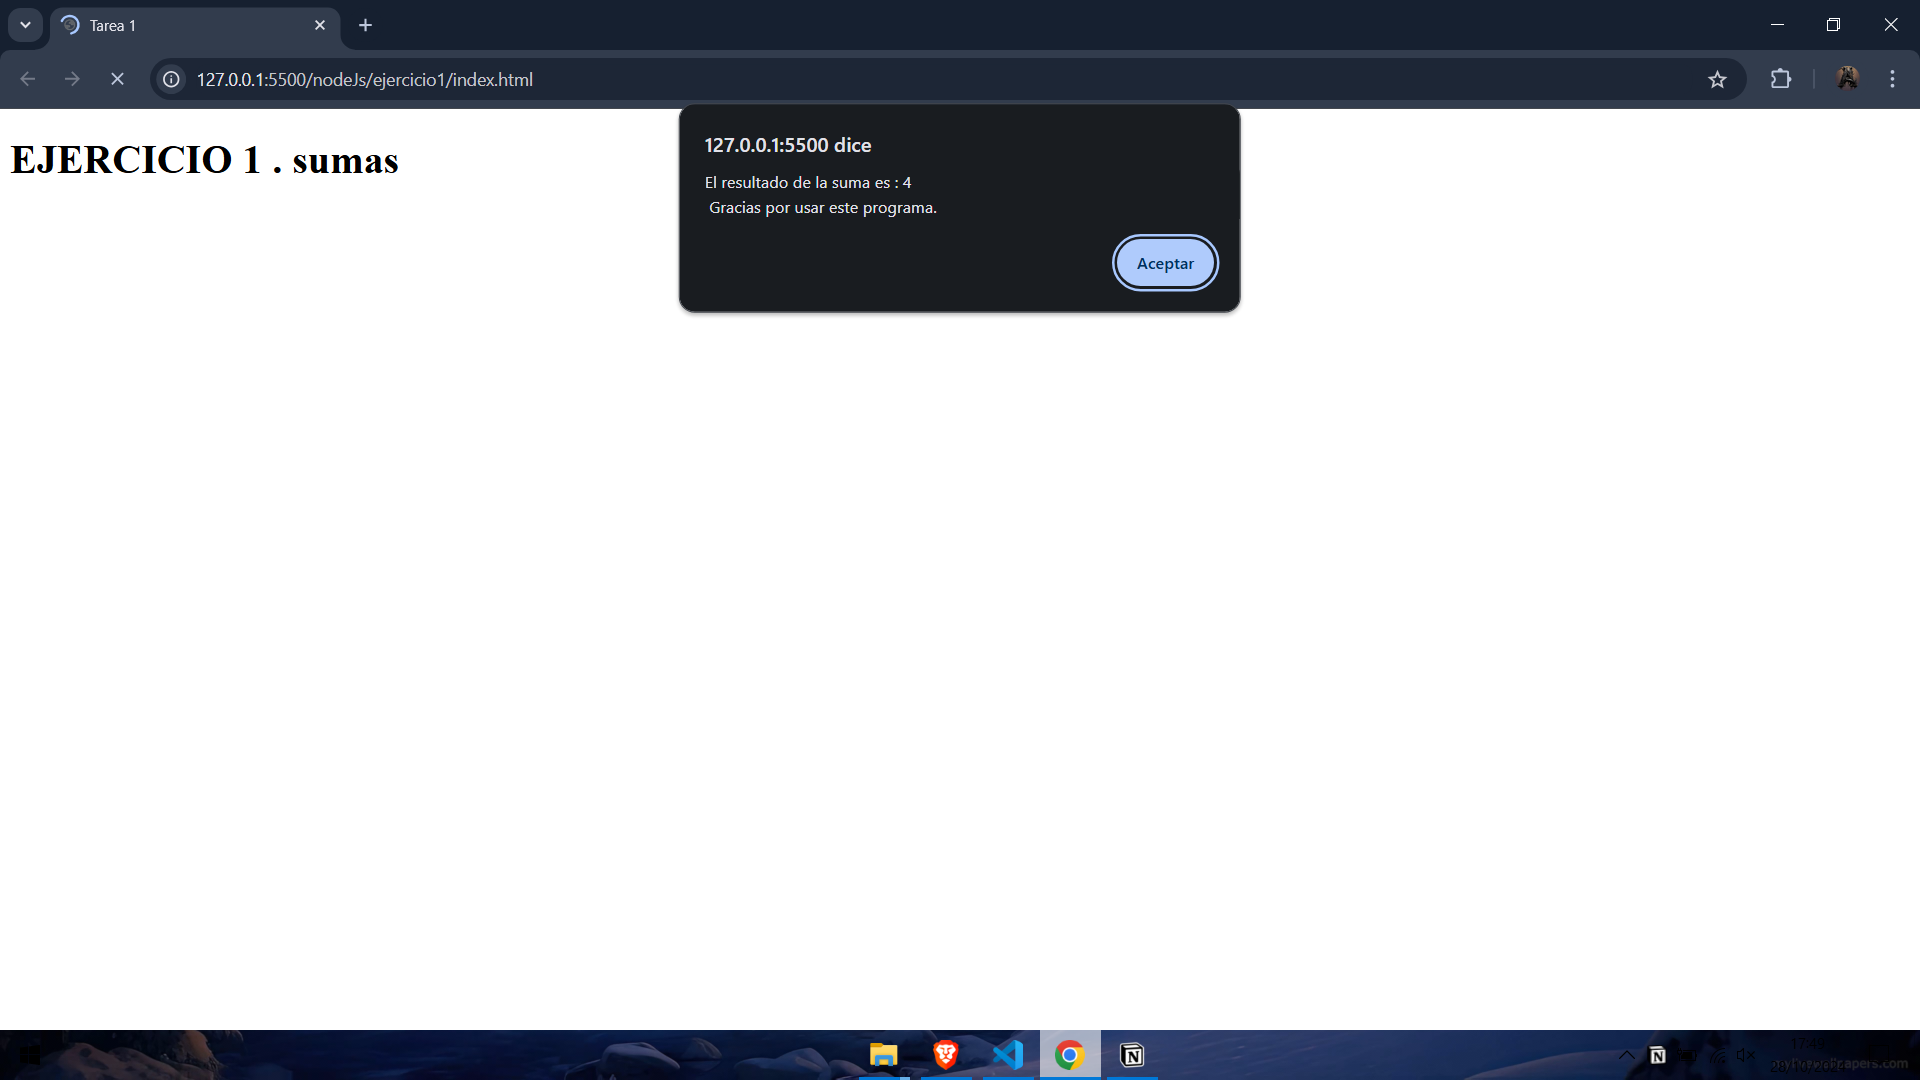 Tarea 1
127.0.0.1:5500/nodeJs/ejercicio1/index.html
EJERCICIO 1 . sumas
127.0.0.1:5500 dice
El resultado de la suma es : 4
Gracias por usar este programa.
Aceptar